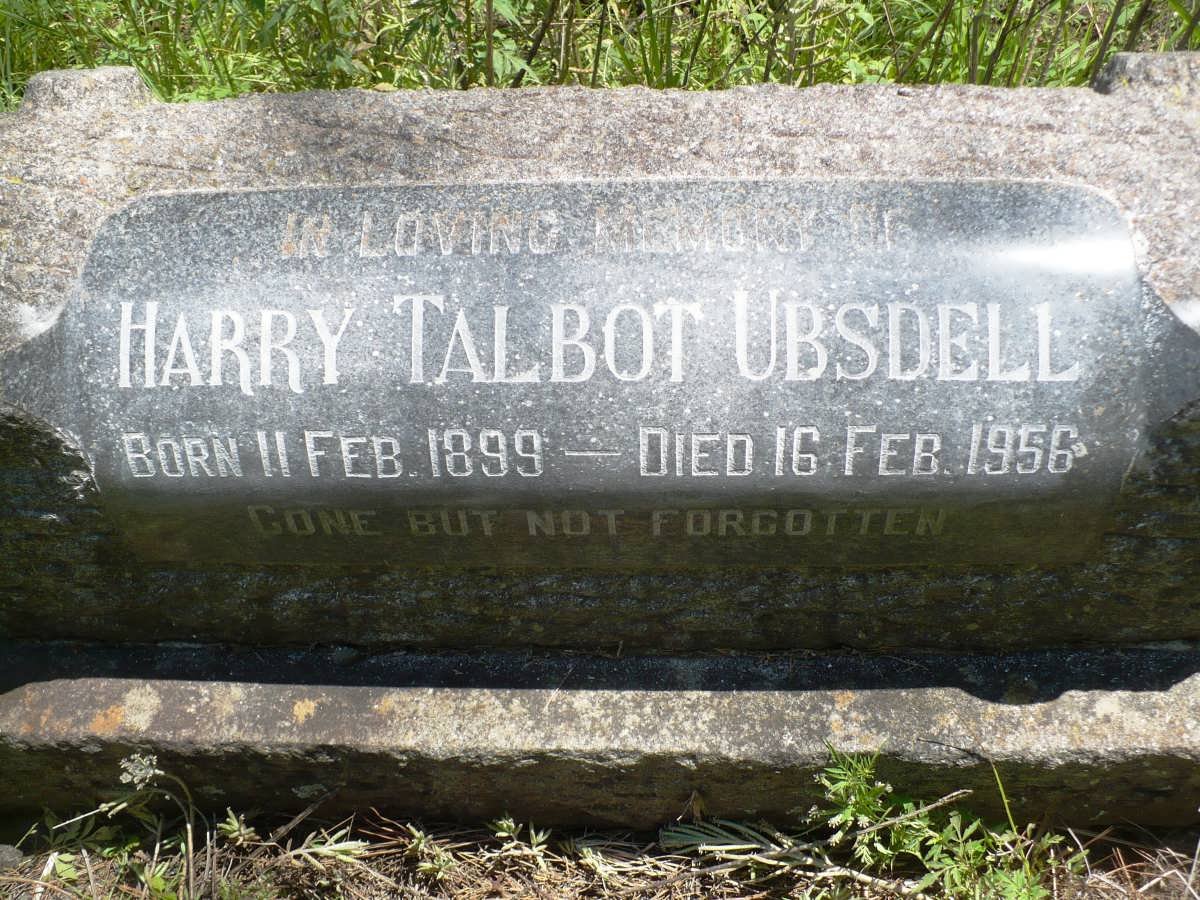 IN LOVING MEMORY OF
HARRY TALBOT UBSDELL
BORN 11 FEB. 1899 — DIED 16 FEB. 1956
GONE BUT NOT FORGOTTEN